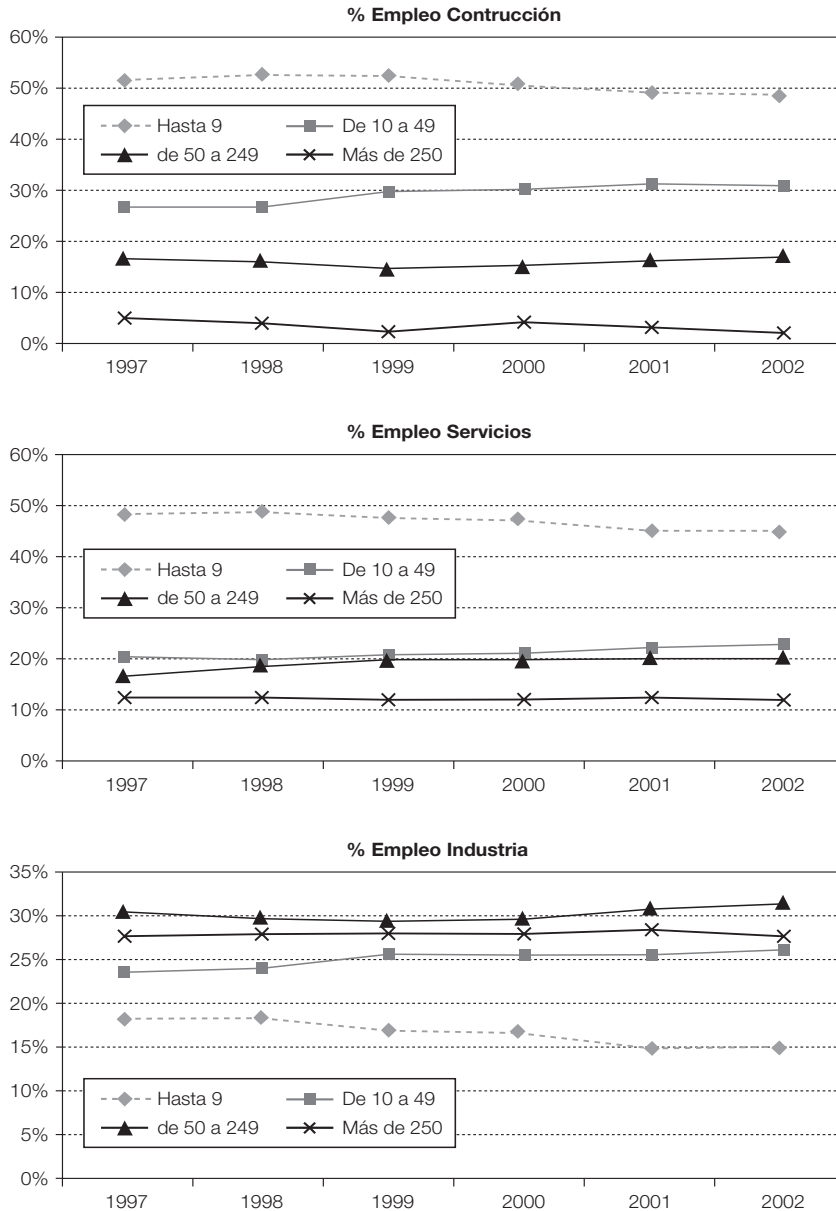 % Empleo Contrucción
60%
50%
40%
30%
20%
10%
0%
Hasta 9 De 10 a 49
de 50 a 249 Más de 250
1997 1998 1999 2000 2001 2002
% Empleo Servicios
60%
50%
40%
30%
20%
10%
0%
Hasta 9 De 10 a 49
de 50 a 249 Más de 250
1997 1998 1999 2000 2001 2002
% Empleo Industria
35%
30%
25%
20%
15%
10%
5%
0%
Hasta 9 De 10 a 49
de 50 a 249 Más de 250
1997 1998 1999 2000 2001 2002